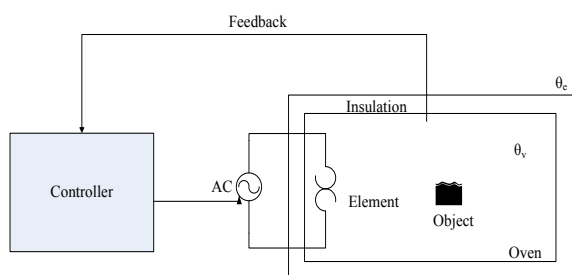 Feedback
θe
Insulation
θv
Controller
AC
Element
Object
Oven